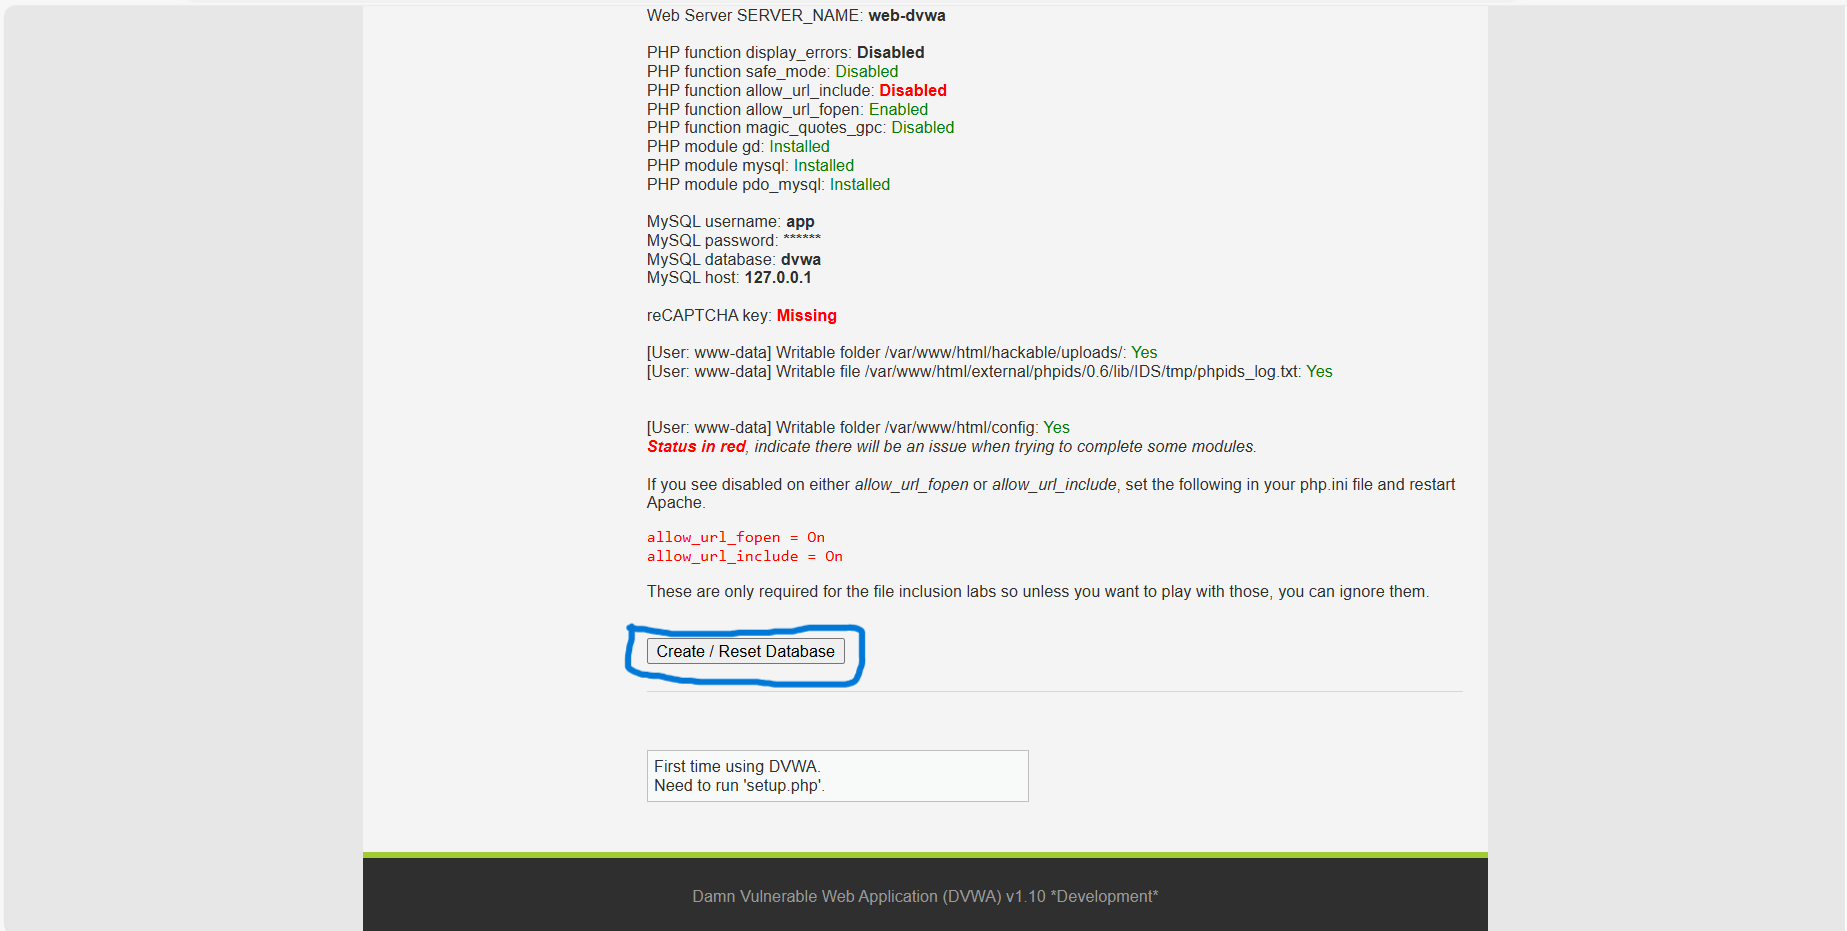 Web Server SERVER_NAME: web-dvwa
PHP function display_errors: Disabled
PHP function safe_mode: Disabled
PHP function allow_url_include: Disabled
PHP function allow_url_fopen: Enabled
PHP function magic_quotes_gpc: Disabled
PHP module gd: Installed
PHP module mysql: Installed
PHP module pdo_mysql: Installed
MySQL username: app
MySQL password: ******
MySQL database: dvwa
MySQL host: 127.0.0.1
reCAPTCHA key: Missing
[User: www-data] Writable folder /var/www/html/hackable/uploads/: Yes
[User: www-data] Writable file /var/www/html/external/phpids/0.6/lib/IDS/tmp/phpids_log.txt: Yes
[User: www-data] Writable folder /var/www/html/config: Yes
Status in red, indicate there will be an issue when trying to complete some modules.
If you see disabled on either allow_url_fopen or allow_url_include, set the following in your php.ini file and restart
Apache.
allow_url_fopen = On
allow_url_include = On
These are only required for the file inclusion labs so unless you want to play with those, you can ignore them.
Create / Reset Database
First time using DVWA.
Need to run 'setup.php'.
Damn Vulnerable Web Application (DVWA) v1.10 *Development*